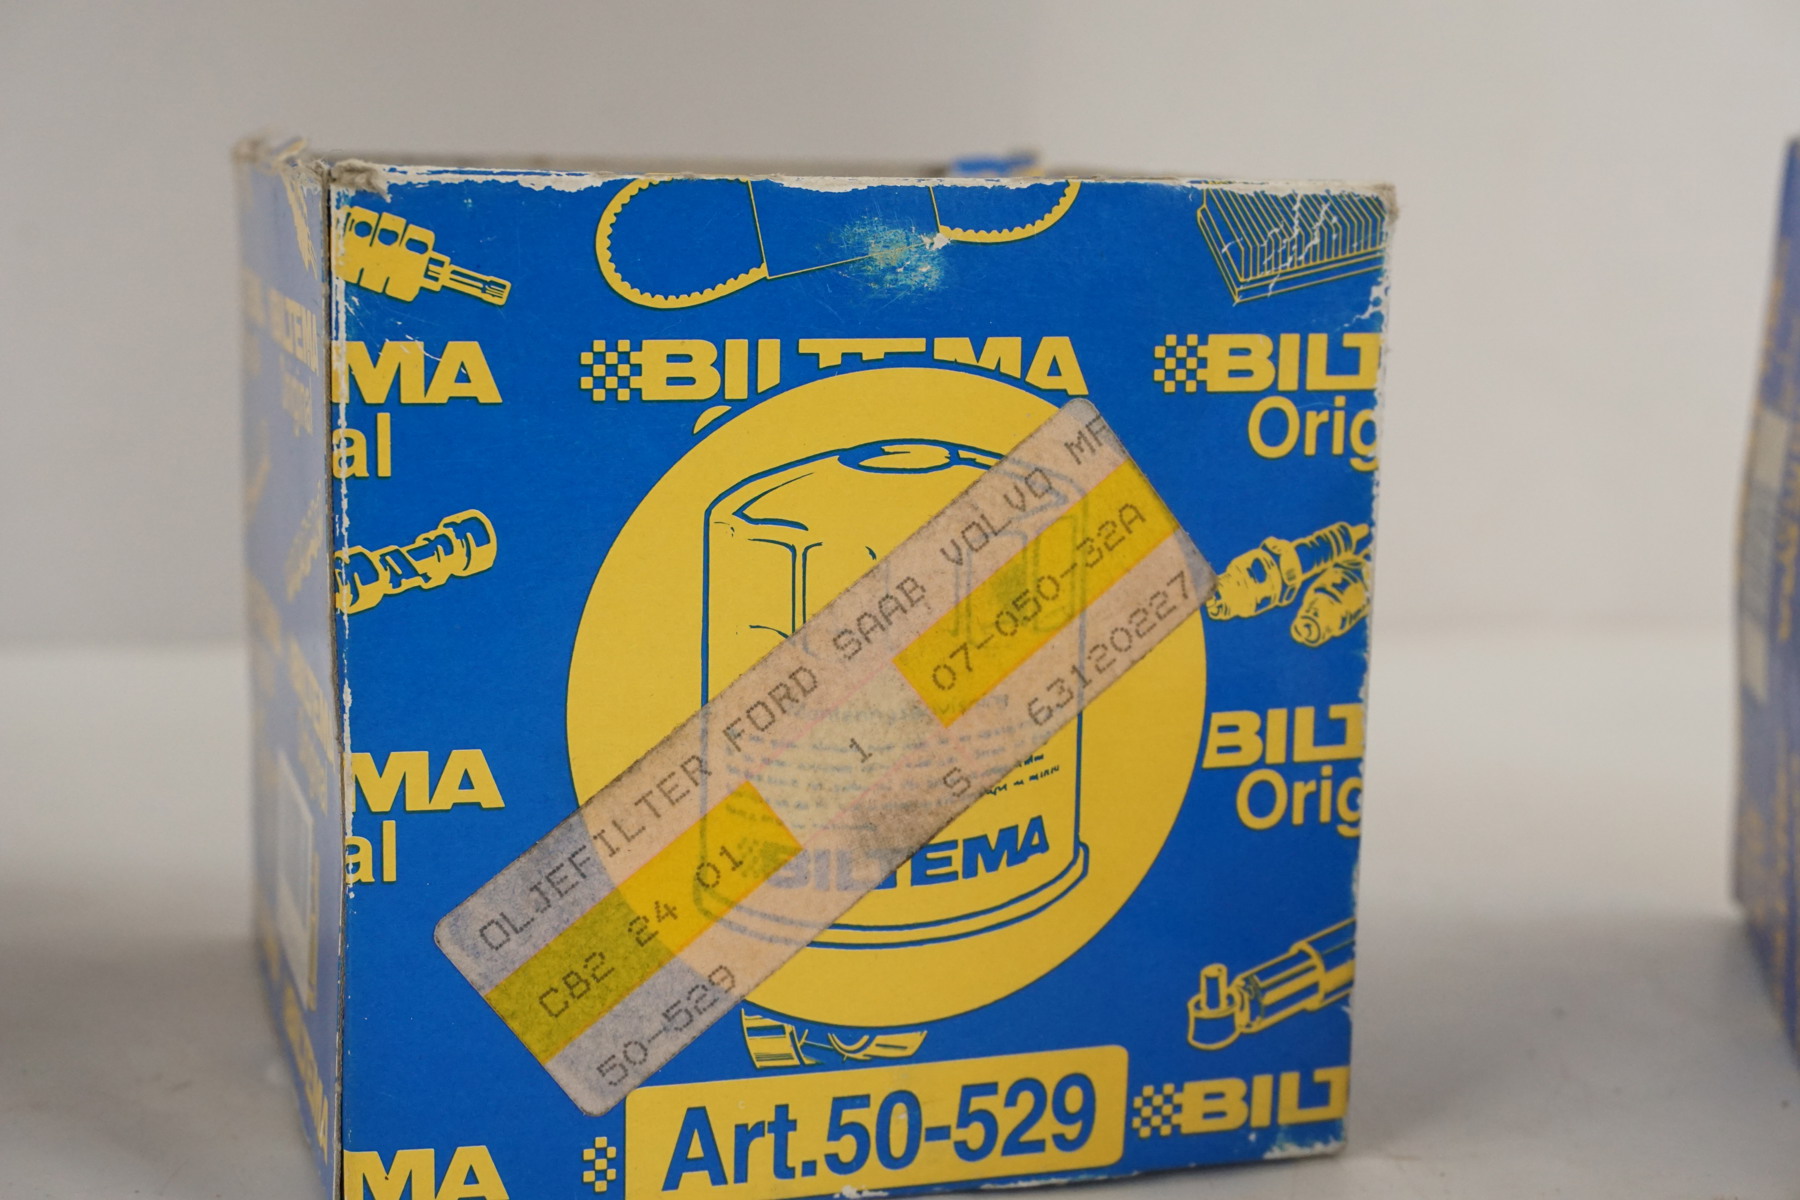 BILTEMA
Original
MA
BILTEMA
BILT
al
Orig
OLJEFILTER FORD SAAB VOLVO MF
CB2 24 01
1
07-050-32A
50-529
S
63120227
BILTEMA
MA
BILT
al
Orig
Art.50-529
BILT
MA